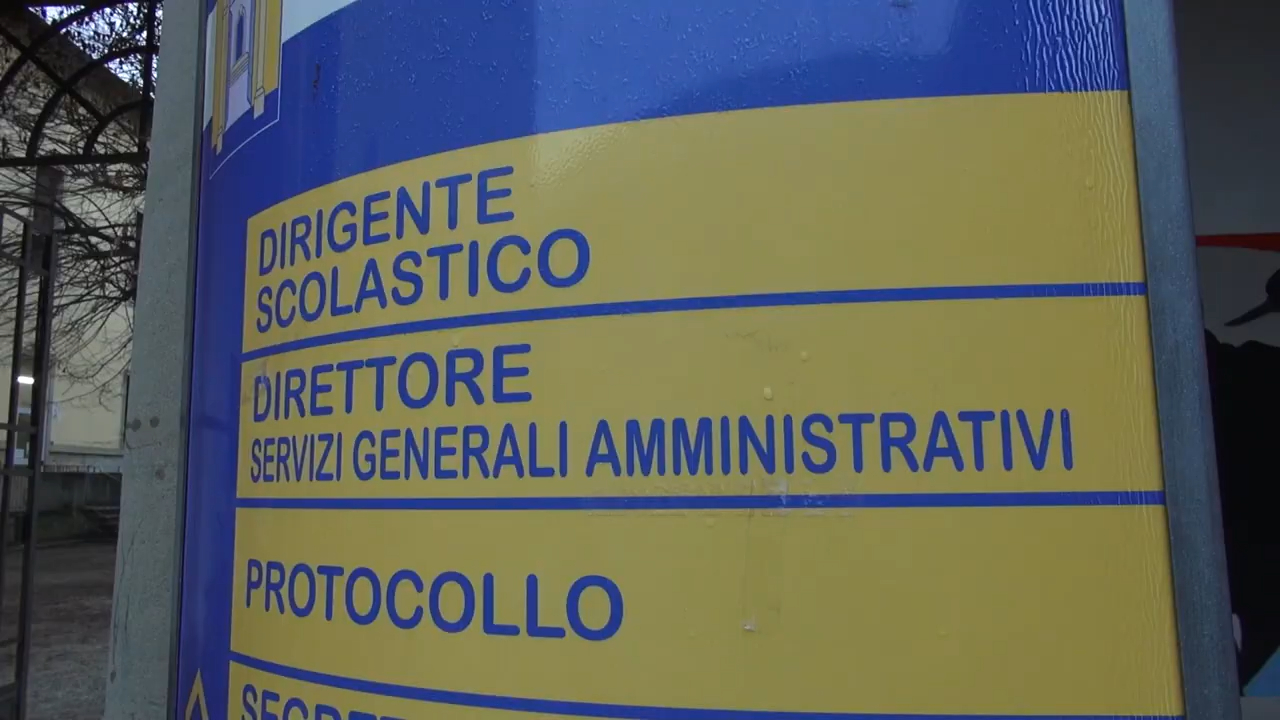 DIRIGENTE
SCOLASTICO
DIRETTORE
SERVIZI GENERALI AMMINISTRATIVI
PROTOCOLLO